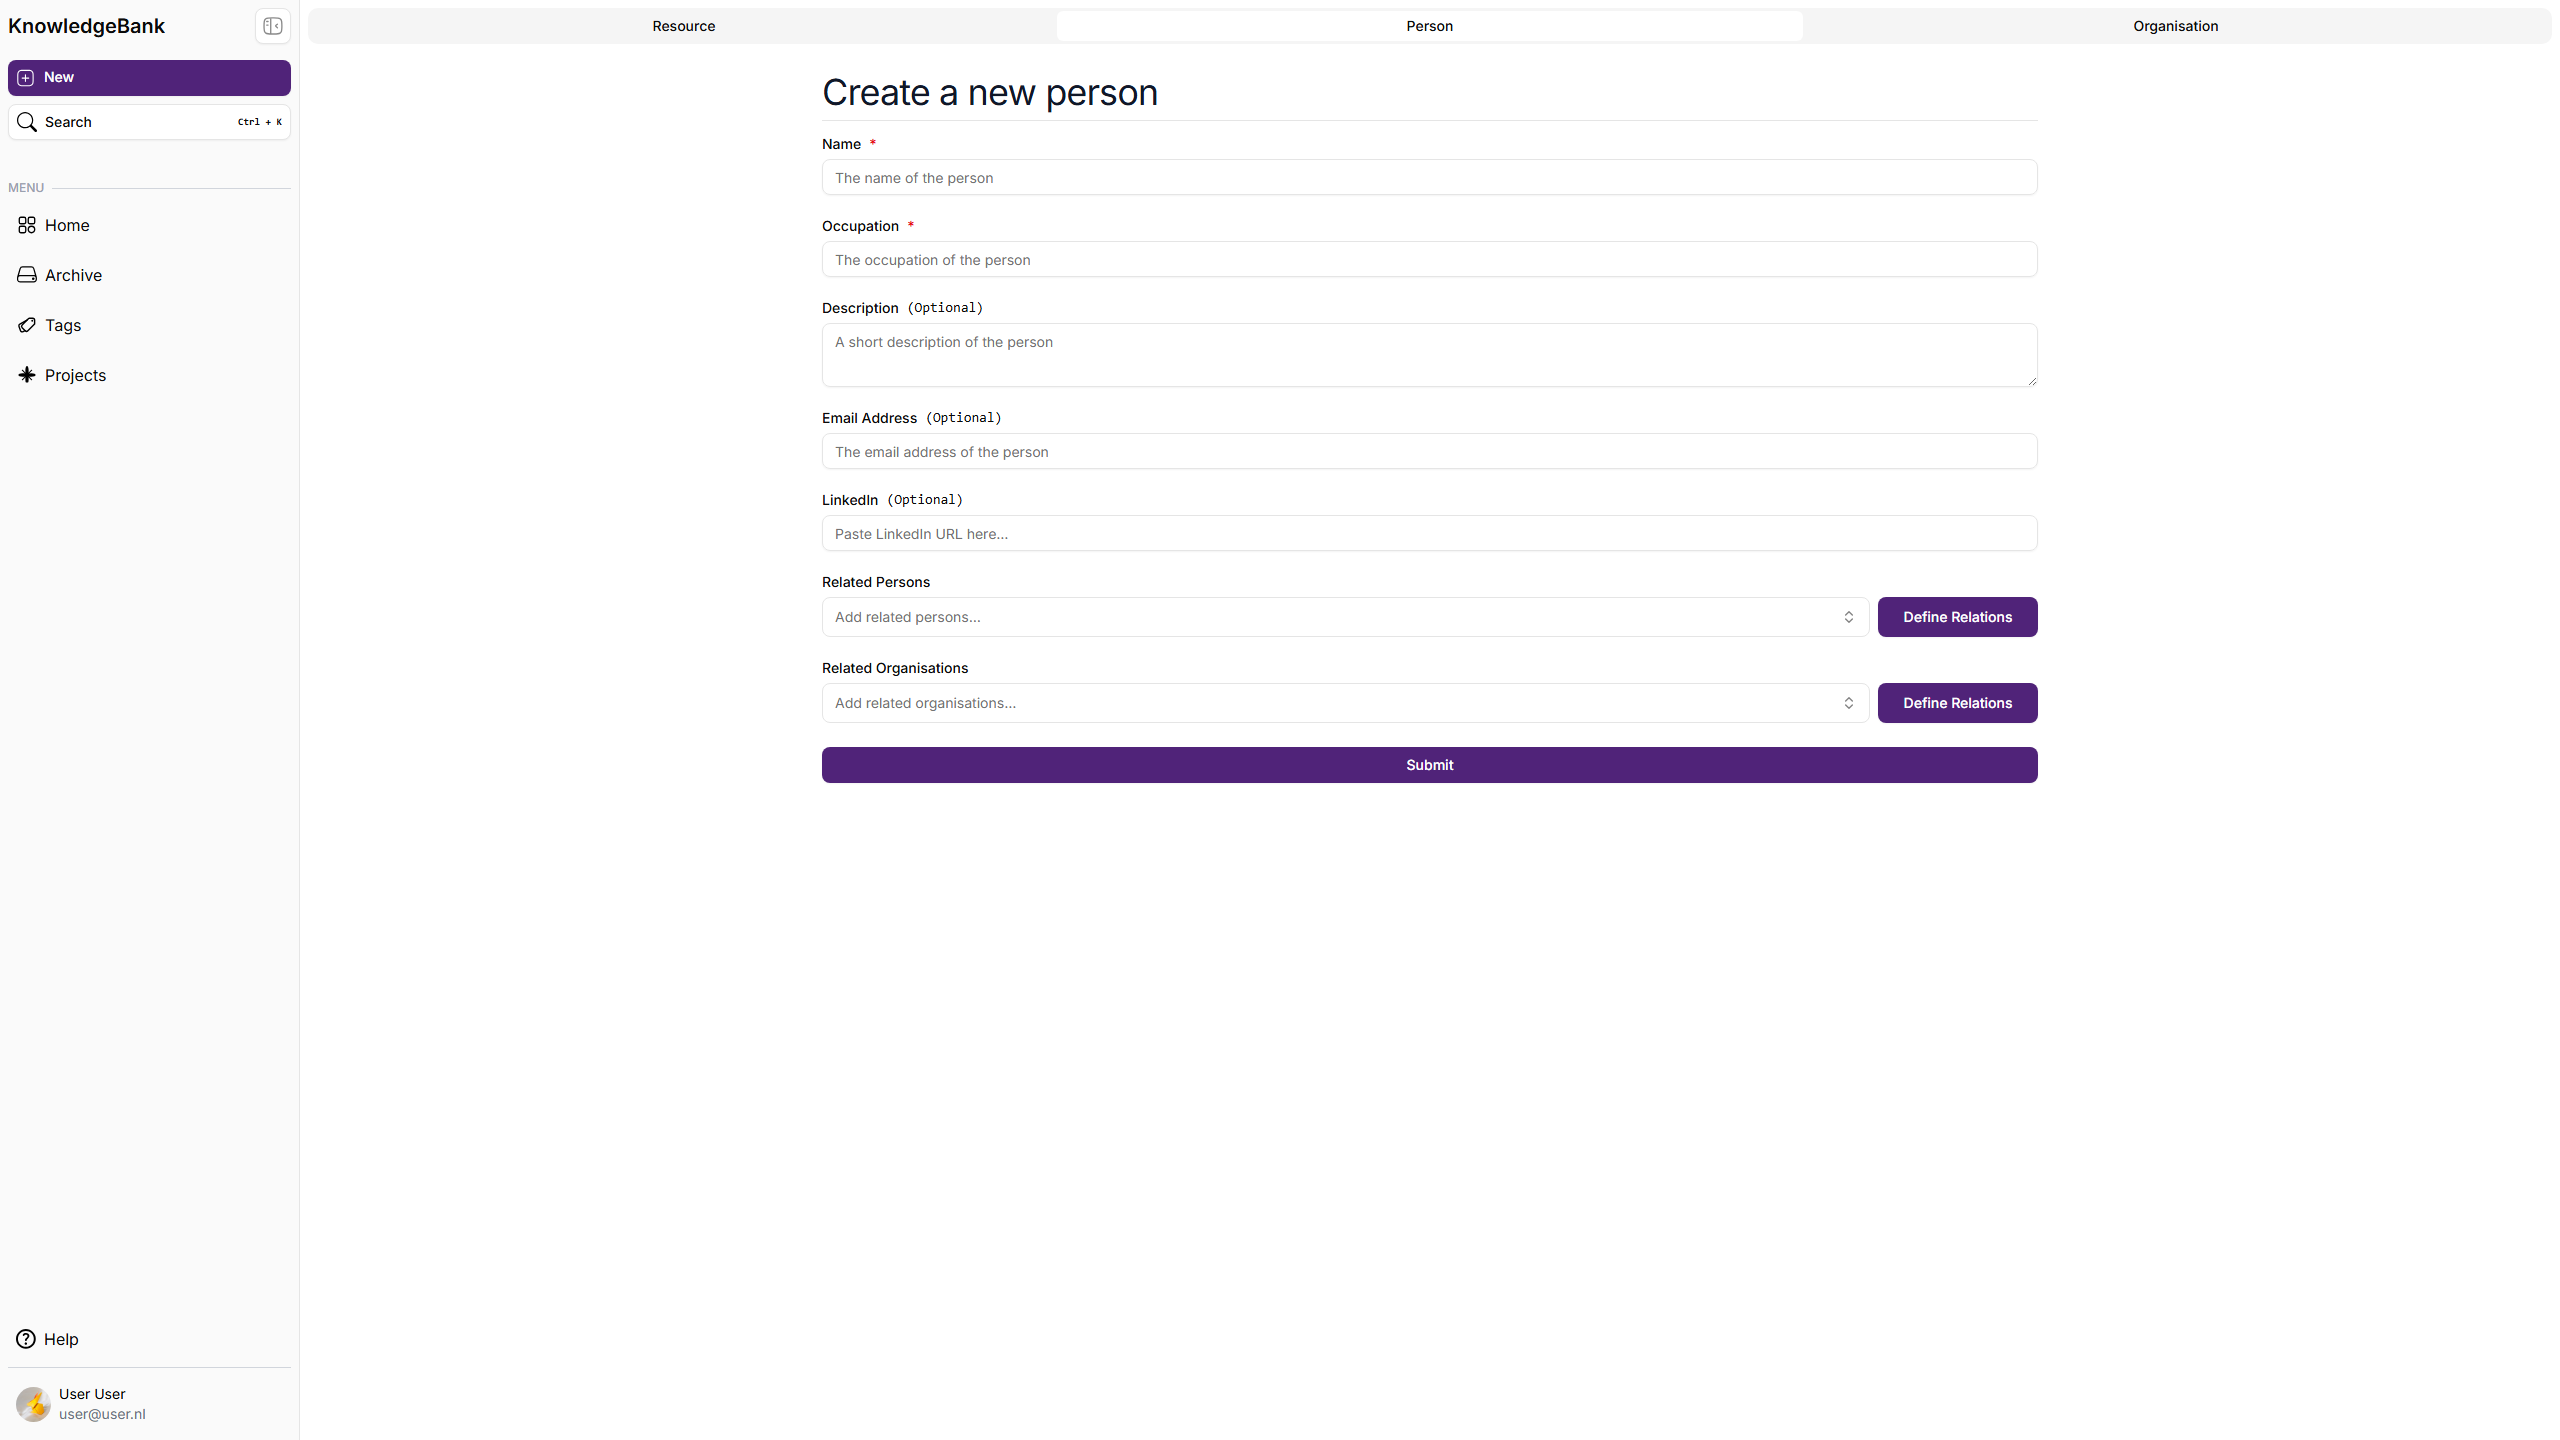 KnowledgeBank
New
Search Ctrl + K
MENU
Home
Archive
Tags
Projects
Help
User User
user@user.nl
Resource Person Organisation
Create a new person
Name *
The name of the person
Occupation *
The occupation of the person
Description (Optional)
A short description of the person
Email Address (Optional)
The email address of the person
LinkedIn (Optional)
Paste LinkedIn URL here...
Related Persons
Add related persons... Define Relations
Related Organisations
Add related organisations... Define Relations
Submit